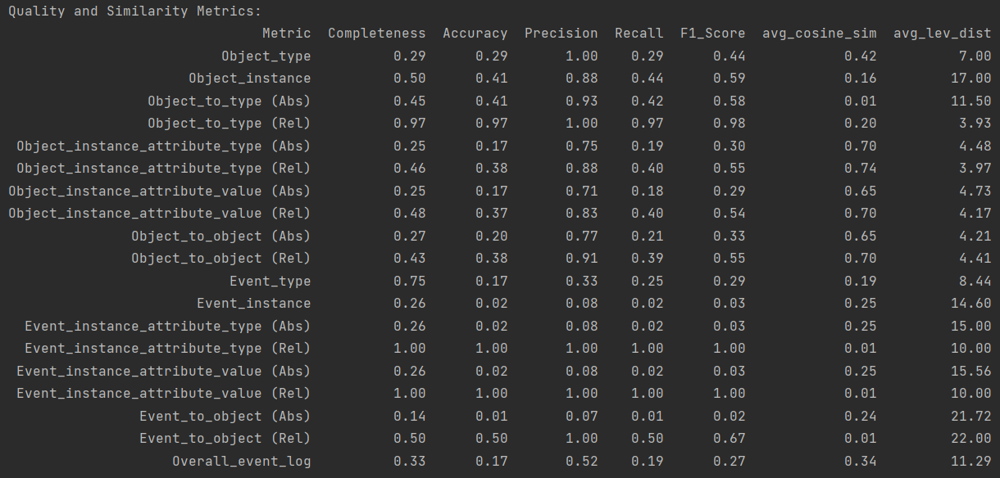 Quality and Similarity Metrics:
Metric Completeness Accuracy Precision Recall F1_Score avg_cosine_sim avg_lev_dist
Object_type 0.29 0.29 1.00 0.29 0.44 0.42 7.00
Object_instance 0.50 0.41 0.88 0.44 0.59 0.16 17.00
Object_to_type (Abs) 0.45 0.41 0.93 0.42 0.58 0.01 11.50
Object_to_type (Rel) 0.97 0.97 1.00 0.97 0.98 0.20 3.93
Object_instance_attribute_type (Abs) 0.25 0.17 0.75 0.19 0.30 0.70 4.48
Object_instance_attribute_type (Rel) 0.46 0.38 0.88 0.40 0.55 0.74 3.97
Object_instance_attribute_value (Abs) 0.25 0.17 0.71 0.18 0.29 0.65 4.73
Object_instance_attribute_value (Rel) 0.48 0.37 0.83 0.40 0.54 0.70 4.17
Object_to_object (Abs) 0.27 0.20 0.77 0.21 0.33 0.65 4.21
Object_to_object (Rel) 0.43 0.38 0.91 0.39 0.55 0.70 4.41
Event_type 0.75 0.17 0.33 0.25 0.29 0.19 8.44
Event_instance 0.26 0.02 0.08 0.02 0.03 0.25 14.60
Event_instance_attribute_type (Abs) 0.26 0.02 0.08 0.02 0.03 0.25 15.00
Event_instance_attribute_type (Rel) 1.00 1.00 1.00 1.00 1.00 0.01 10.00
Event_instance_attribute_value (Abs) 0.26 0.02 0.08 0.02 0.03 0.25 15.56
Event_instance_attribute_value (Rel) 1.00 1.00 1.00 1.00 1.00 0.01 10.00
Event_to_object (Abs) 0.14 0.01 0.07 0.01 0.02 0.24 21.72
Event_to_object (Rel) 0.50 0.50 1.00 0.50 0.67 0.01 22.00
Overall_event_log 0.33 0.17 0.52 0.19 0.27 0.34 11.29